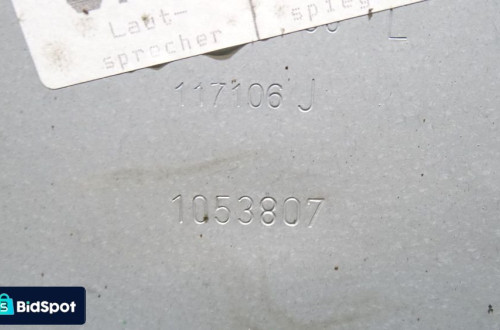 Laut-
sprecher
spieg
L
117106 J
1053807
BidSpot